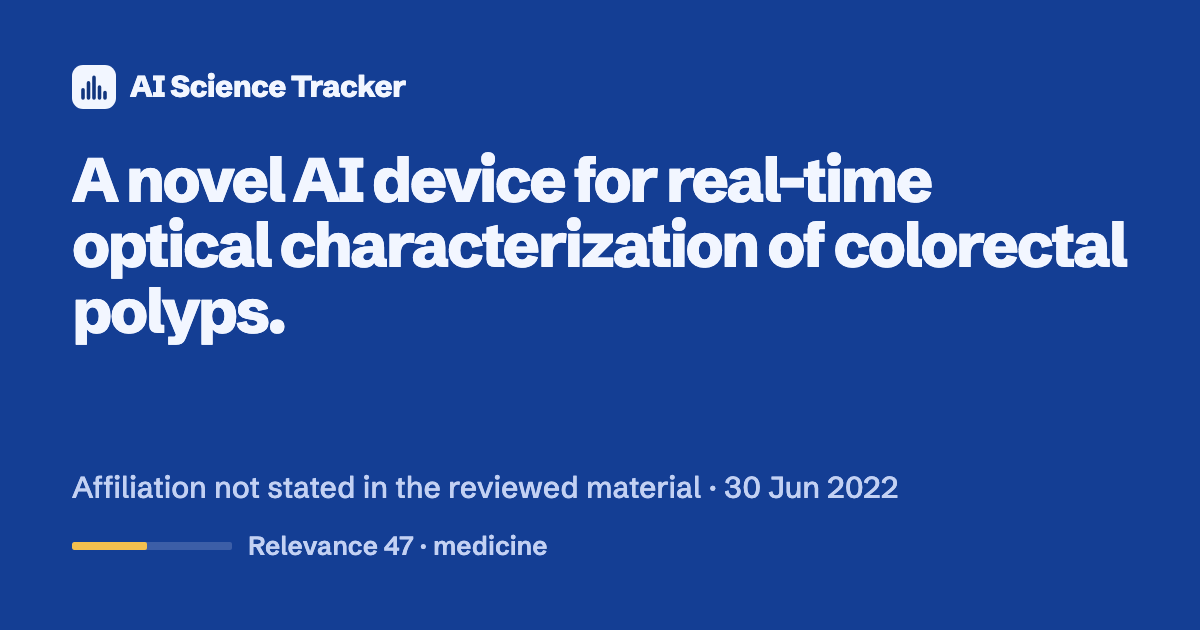 AI Science Tracker
A novel AI device for real-time
optical characterization of colorectal
polyps.
Affiliation not stated in the reviewed material · 30 Jun 2022
Relevance 47 · medicine